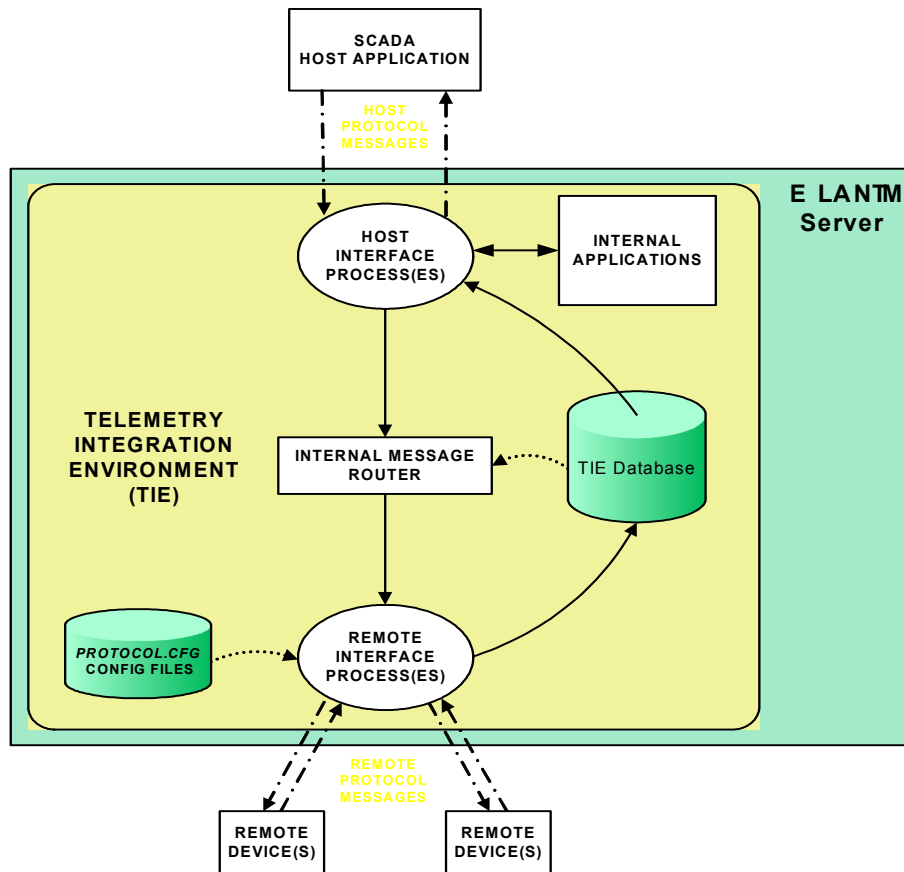 SCADA
HOST APPLICATION
HOST
PROTOCOL
MESSAGES
E LANTM
Server
HOST
INTERFACE
PROCESS(ES)
INTERNAL
APPLICATIONS
TELEMETRY
INTEGRATION
ENVIRONMENT
(TIE)
INTERNAL MESSAGE
ROUTER
TIE Database
PROTOCOL.CFG
CONFIG FILES
REMOTE
INTERFACE
PROCESS(ES)
REMOTE
PROTOCOL
MESSAGES
REMOTE
DEVICE(S)
REMOTE
DEVICE(S)